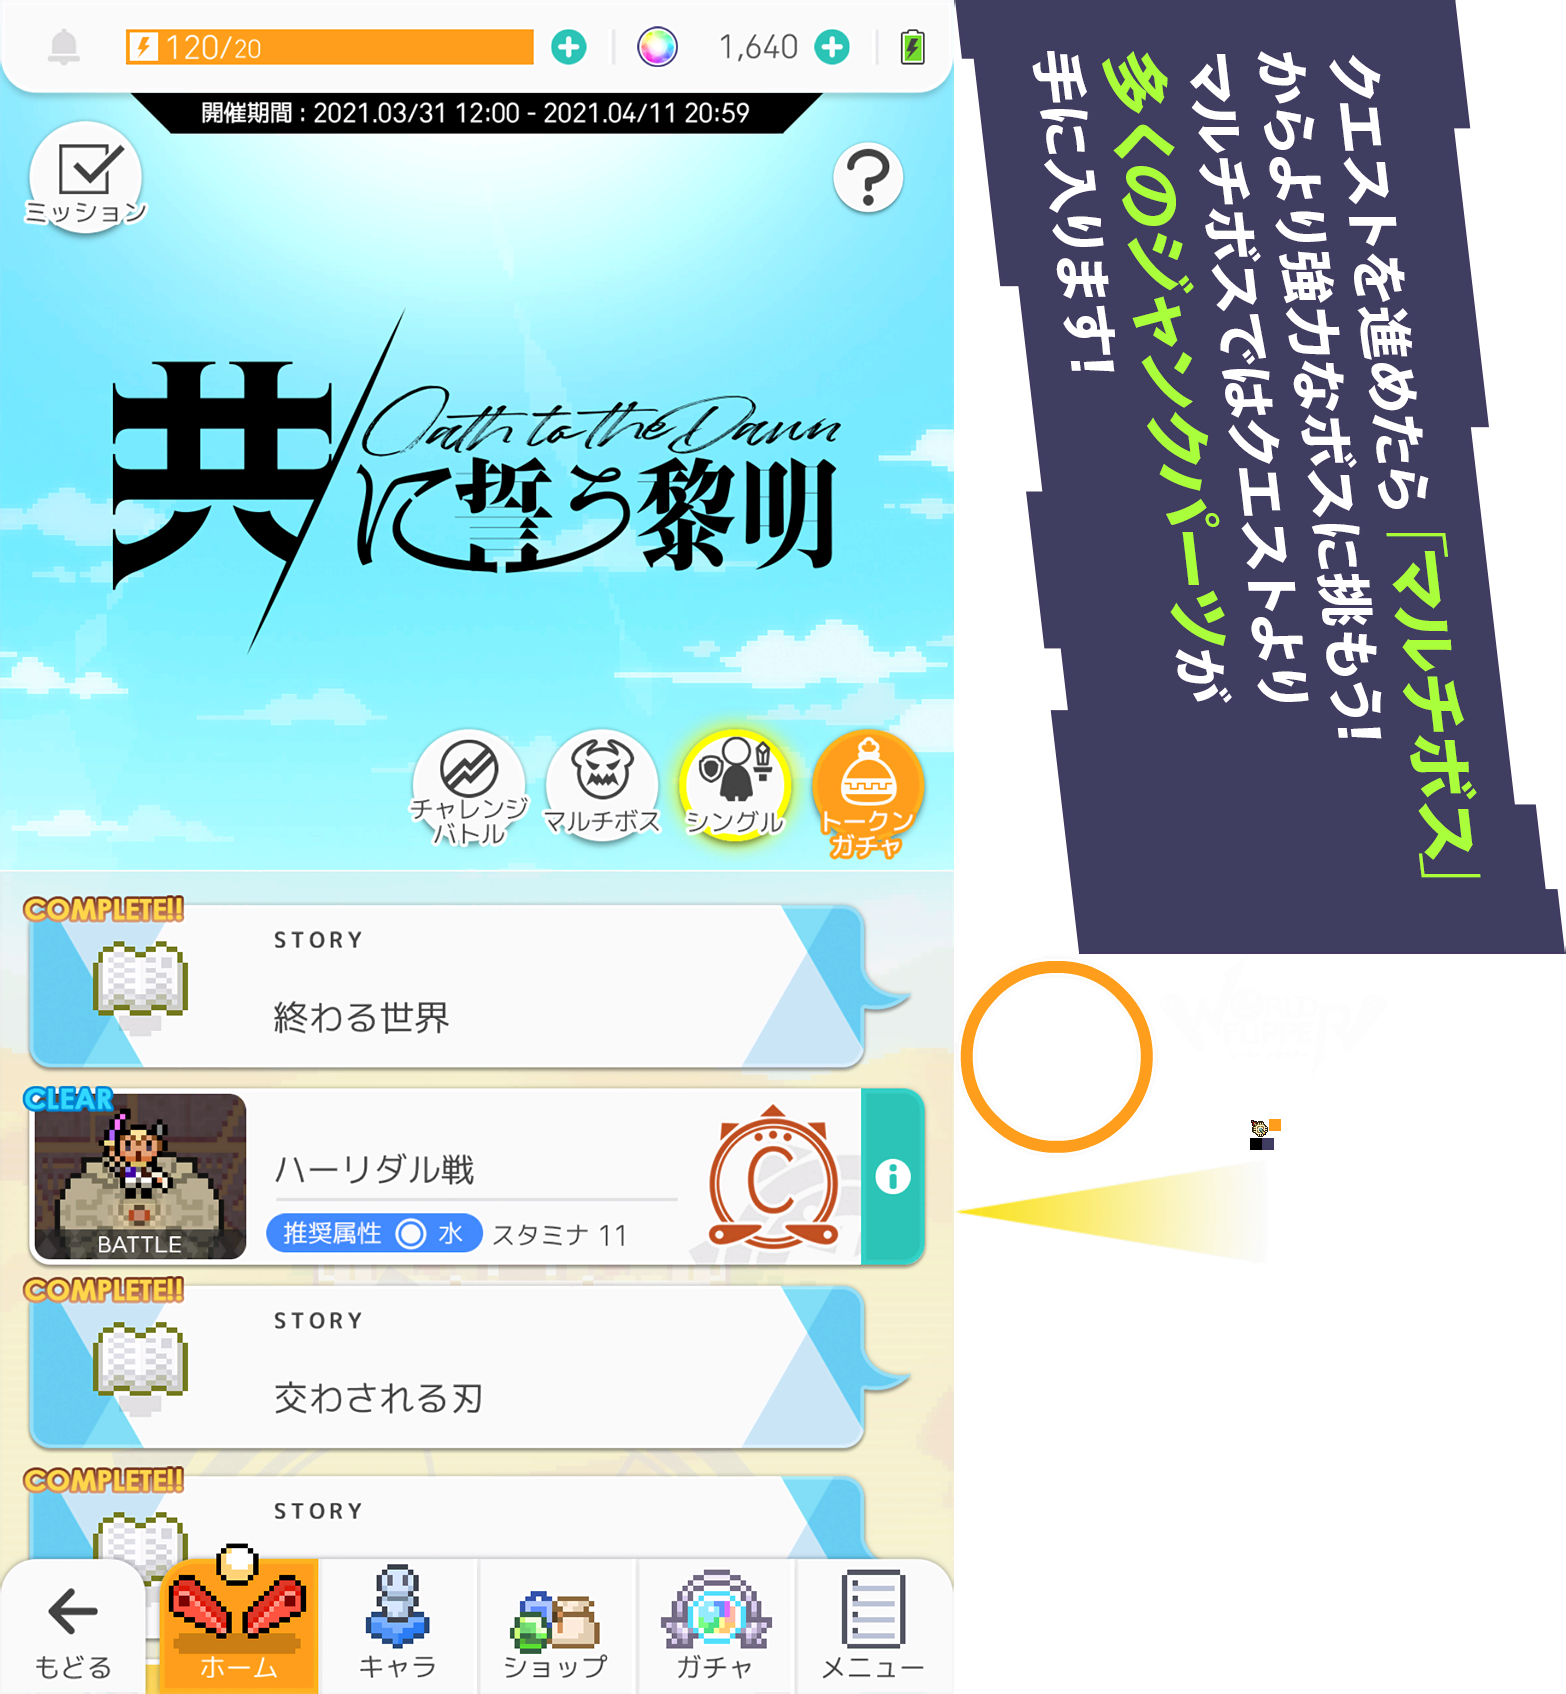 120/20
1,640
開催期間 : 2021.03/31 12:00 - 2021.04/11 20:59
ミッション
?
共に誓う黎明
Oath to the Dawn
チャレンジ
バトル
マルチボス
シングル
トークン
ガチャ
COMPLETE!!
STORY
終わる世界
CLEAR
BATTLE
ハーリダル戦
推奨属性 水
スタミナ 11
C
COMPLETE!!
STORY
交わされる刃
COMPLETE!!
STORY
もどる
ホーム
キャラ
ショップ
ガチャ
メニュー
クエストを進めたら「マルチボス」
からより強力なボスに挑もう!
マルチボスではクエストより
多くのジャンクパーツが
手に入ります!
WORLD
FLIPPER